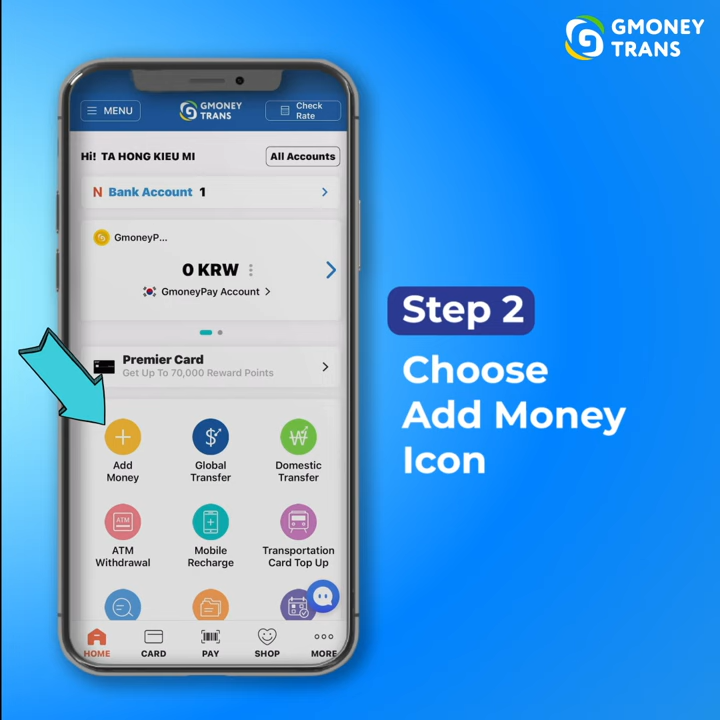 GMONEY
TRANS
MENU
GMONEY
TRANS
Check
Rate
Hi! TA HONG KIEU MI
All Accounts
N Bank Account 1
GmoneyP...
0 KRW
GmoneyPay Account
Premier Card
Get Up To 70,000 Reward Points
Add
Money
Global
Transfer
Domestic
Transfer
ATM
ATM
Withdrawal
Mobile
Recharge
Transportation
Card Top Up
HOME
CARD
PAY
SHOP
MORE
Step 2
Choose
Add Money
Icon